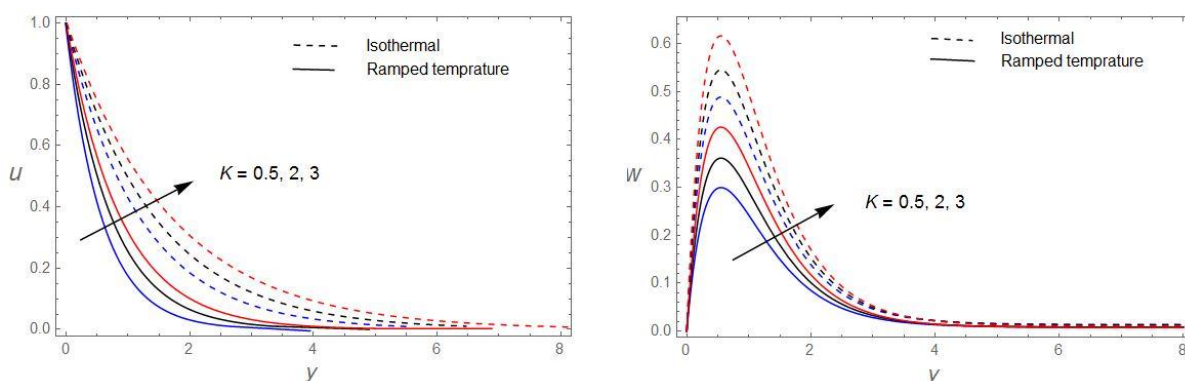 1.0
0.8
0.6
0.4
0.2
0.0
u
Isothermal
Ramped temprature
K = 0.5, 2, 3
0 2 4 6 8
y
0.6
0.5
0.4
0.3
0.2
0.1
0.0
w
Isothermal
Ramped temprature
K = 0.5, 2, 3
0 2 4 6 8
y